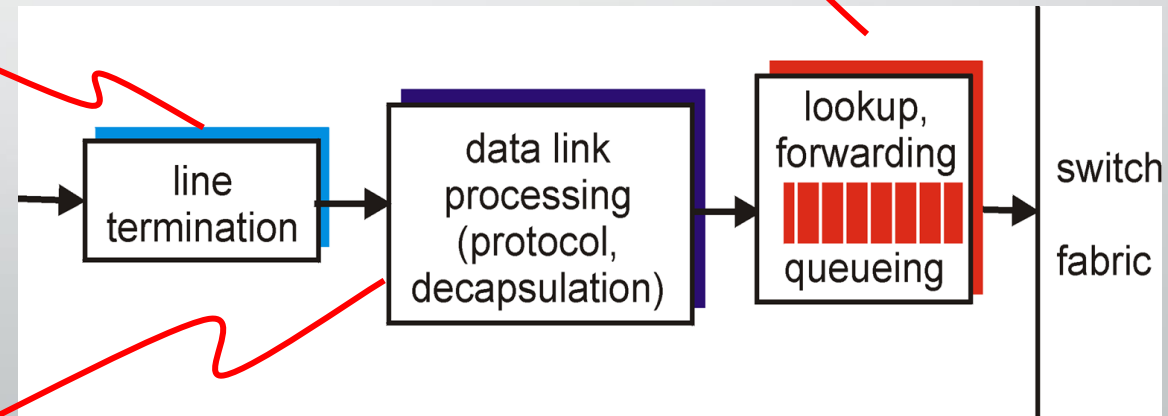 line
termination
data link
processing
(protocol,
decapsulation)
lookup,
forwarding
queueing
switch
fabric